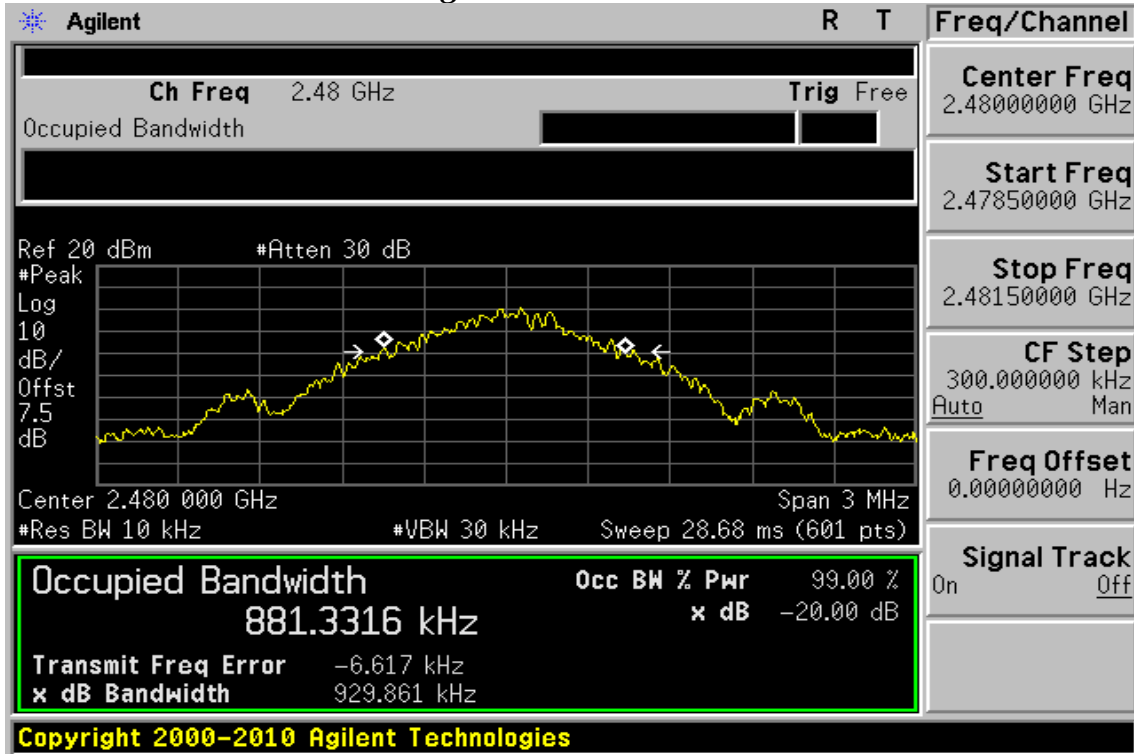 Agilent R T Freq/Channel
Ch Freq 2.48 GHz Trig Free
Occupied Bandwidth
Center Freq
2.48000000 GHz
Start Freq
2.47850000 GHz
Stop Freq
2.48150000 GHz
CF Step
300.000000 kHz
Auto Man
Freq Offset
0.00000000 Hz
Signal Track
On Off
Ref 20 dBm #Atten 30 dB
#Peak
Log
10
dB/
Offst
7.5
dB
Center 2.480 000 GHz Span 3 MHz
#Res BW 10 kHz #VBW 30 kHz Sweep 28.68 ms (601 pts)
Occupied Bandwidth Occ BW % Pwr 99.00 %
881.3316 kHz x dB -20.00 dB
Transmit Freq Error -6.617 kHz
x dB Bandwidth 929.861 kHz
Copyright 2000-2010 Agilent Technologies